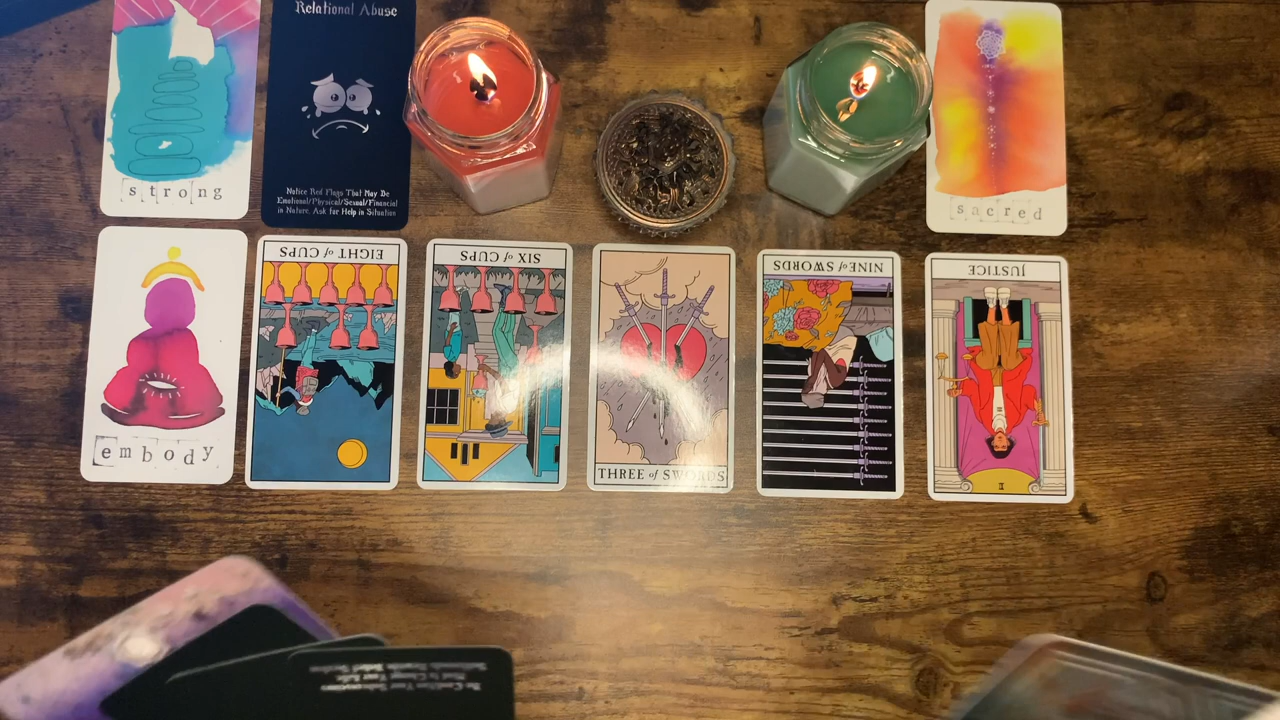 Relational Abuse
strong
Notice Red Flags That May Be
Emotional/Physical/Sexual/Financial
in Nature. Ask for Help in Situation
sacred
embody
EIGHT of CUPS
SIX of CUPS
THREE of SWORDS
NINE of SWORDS
JUSTICE